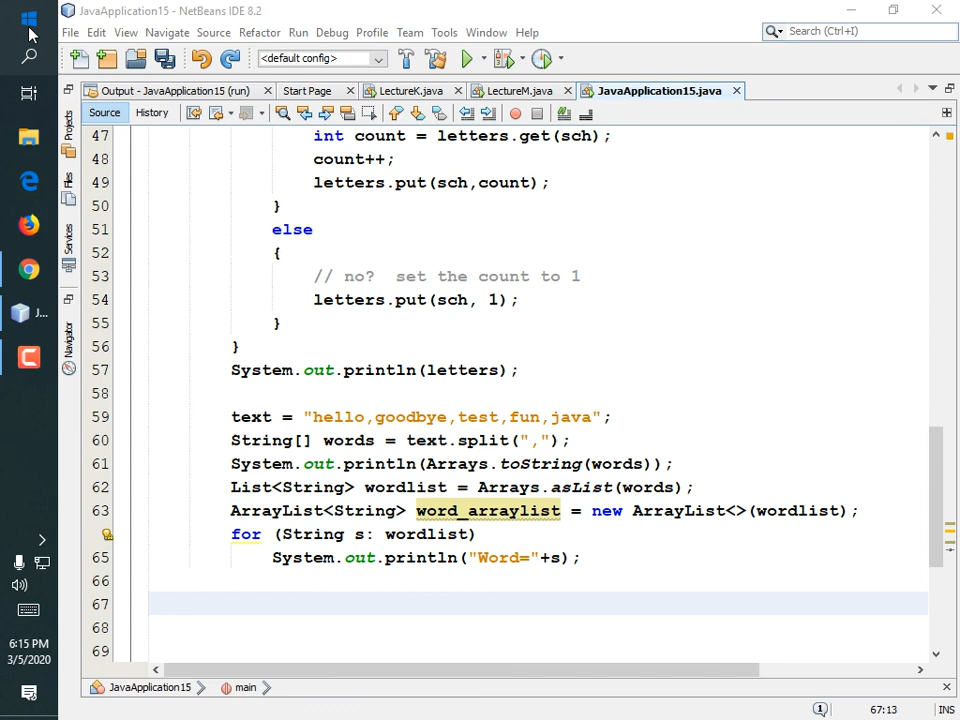 JavaApplication15 - NetBeans IDE 8.2
File Edit View Navigate Source Refactor Run Debug Profile Team Tools Window Help
Search (Ctrl+I)
<default config>
Output - JavaApplication15 (run)
Start Page
LectureK.java
LectureM.java
JavaApplication15.java
Source
History
Projects
Files
Services
Navigator
47 int count = letters.get(sch);
48 count++;
49 letters.put(sch,count);
50 }
51 else
52 {
53 // no?  set the count to 1
54 letters.put(sch, 1);
55 }
56 }
57 System.out.println(letters);
58
59 text = "hello,goodbye,test,fun,java";
60 String[] words = text.split(",");
61 System.out.println(Arrays.toString(words));
62 List<String> wordlist = Arrays.asList(words);
63 ArrayList<String> word_arraylist = new ArrayList<>(wordlist);
for (String s: wordlist)
65 System.out.println("Word="+s);
66
67
68
69
JavaApplication15
main
J...
6:15 PM
3/5/2020
1
67:13
INS